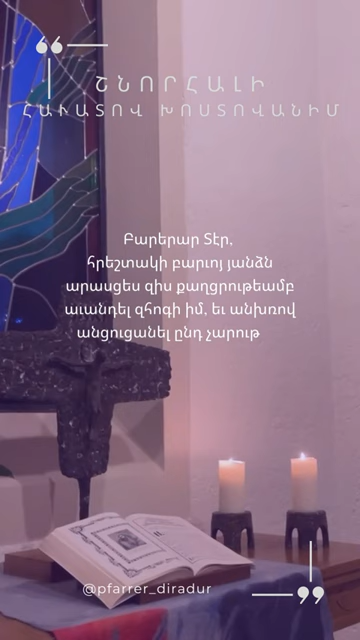 ՇՆՈՐՀԱԼԻ
ՀԱՒԱՏՈՎ ԽՈՍՏՈՎԱՆԻՄ
Բարերար Տէր,
հրեշտակի բարւոյ յանձն
արասցես զիս քաղցրութեամբ
աւանդել զհոգի իմ, եւ անխռով
անցուցանել ընդ չարութ
@pfarrer_diradur